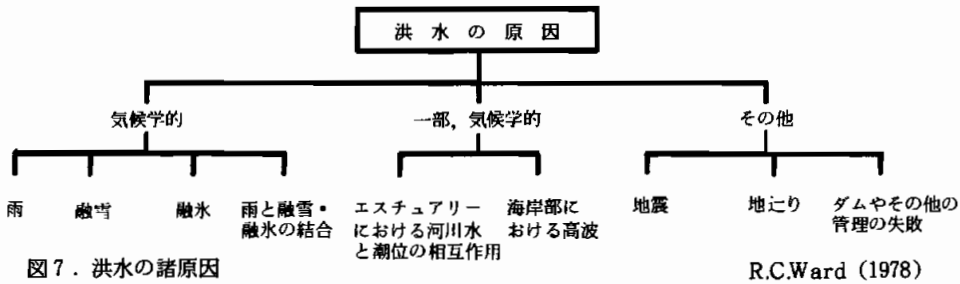 洪水の原因
気候学的
一部，気候学的
その他
雨
融雪
融氷
雨と融雪・
融氷の結合
エスチュアリー
における河川水
と潮位の相互作用
海岸部に
おける高波
地震
地辷り
ダムやその他の
管理の失敗
図7．洪水の諸原因
R.C.Ward（1978）